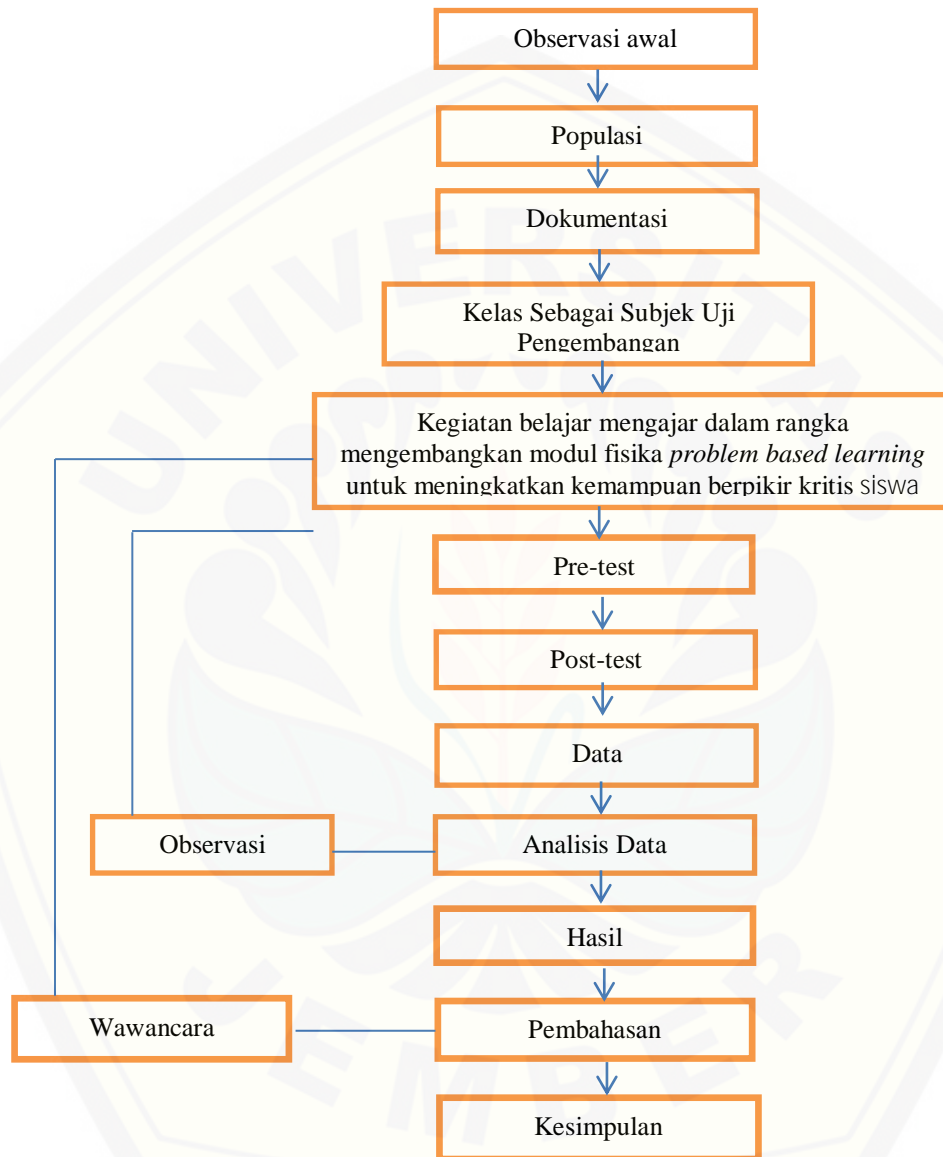 Observasi awal
Populasi
Dokumentasi
Kelas Sebagai Subjek Uji
Pengembangan
Kegiatan belajar mengajar dalam rangka
mengembangkan modul fisika problem based learning
untuk meningkatkan kemampuan berpikir kritis siswa
Pre-test
Post-test
Data
Observasi
Analisis Data
Hasil
Wawancara
Pembahasan
Kesimpulan
UNIVERSITAS
JEMBER